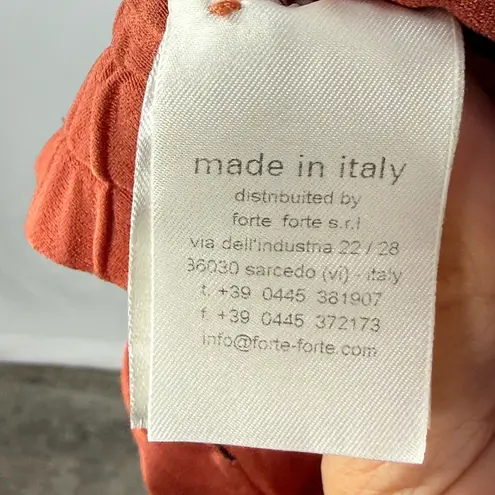 made in italy
distribuited by
forte forte s.r.l
via dell'industria 22 / 28
36030 sarcedo (vi) - italy
t. +39 0445 381907
f. +39 0445 372173
info@forte-forte.com